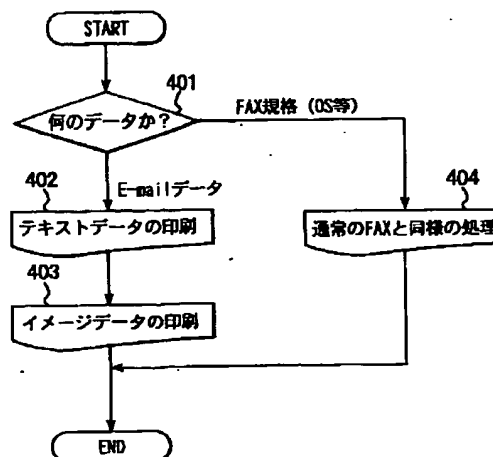 START
401
何のデータか?
FAX規格 (OS等)
402
E-mailデータ
404
テキストデータの印刷
通常のFAXと同様の処理
403
イメージデータの印刷
END